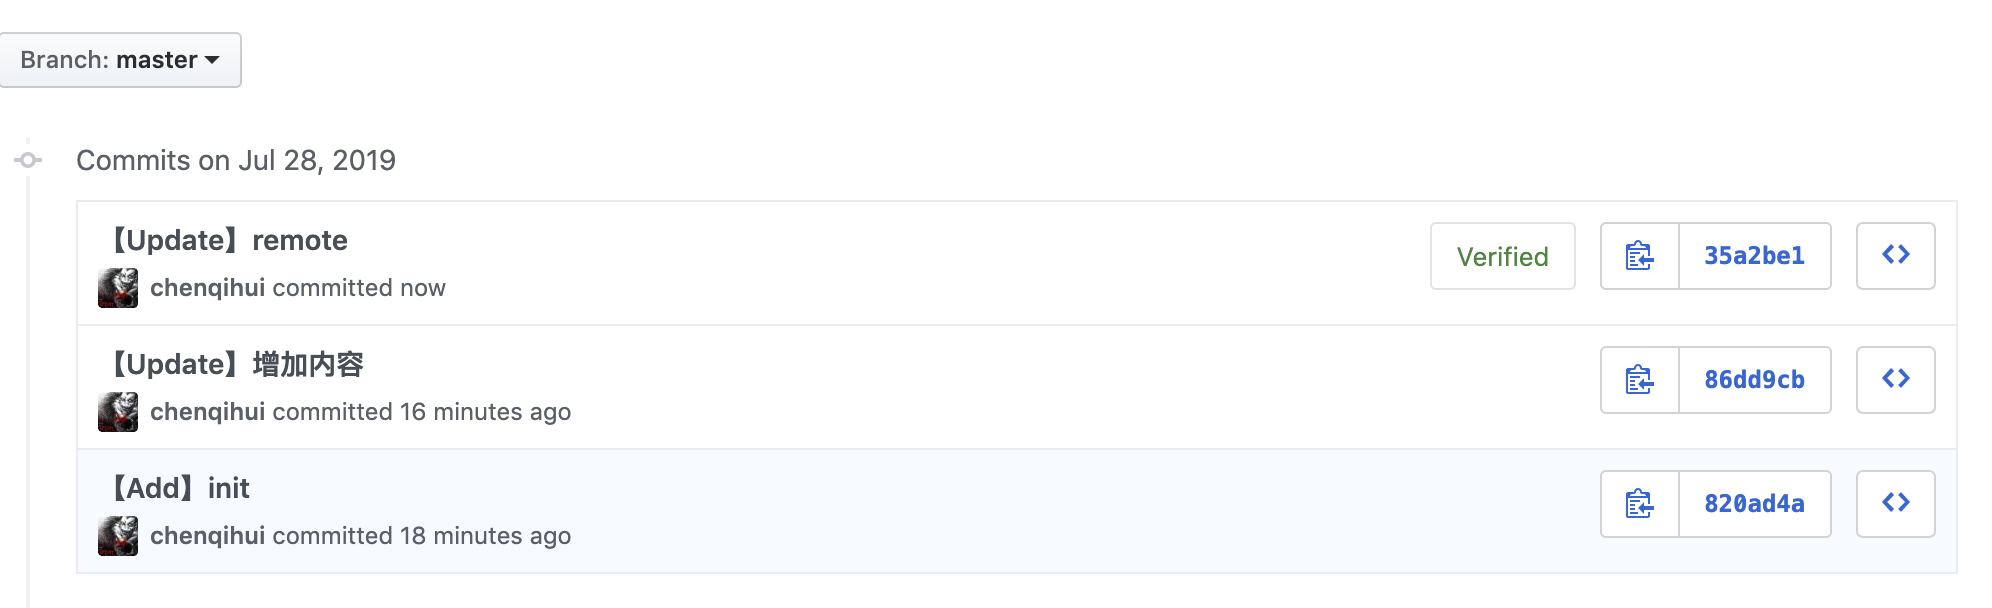 Branch: master
Commits on Jul 28, 2019
【Update】remote
Verified
35a2be1
chenqihui committed now
【Update】增加内容
86dd9cb
chenqihui committed 16 minutes ago
【Add】init
820ad4a
chenqihui committed 18 minutes ago